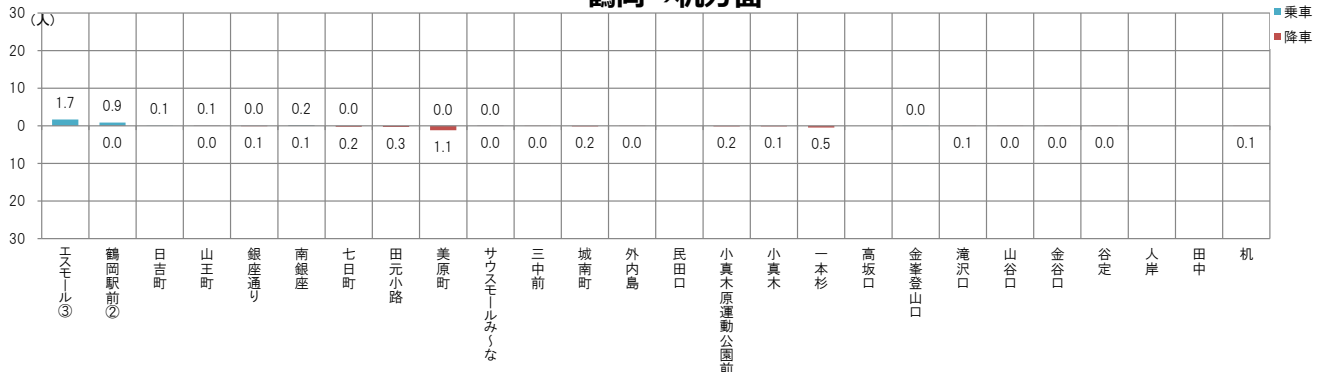 鶴岡→机方面
(人)
乗車
降車
30
20
10
0
10
20
30
1.7 0.9 0.1 0.1 0.0 0.2 0.0 0.0 0.0 0.0
0.0 0.0 0.1 0.1 0.2 0.3 1.1 0.0 0.0 0.2 0.0 0.2 0.1 0.5 0.1 0.0 0.0 0.0 0.1
エスモール③
鶴岡駅前②
日吉町
山王町
銀座通り
南銀座
七日町
田元小路
美原町
サウスモールみ～な
三中前
城南町
外内島
民田口
小真木原運動公園前
小真木
一本杉
高坂口
金峯登山口
滝沢口
山谷口
金谷口
谷定
人岸
田中
机